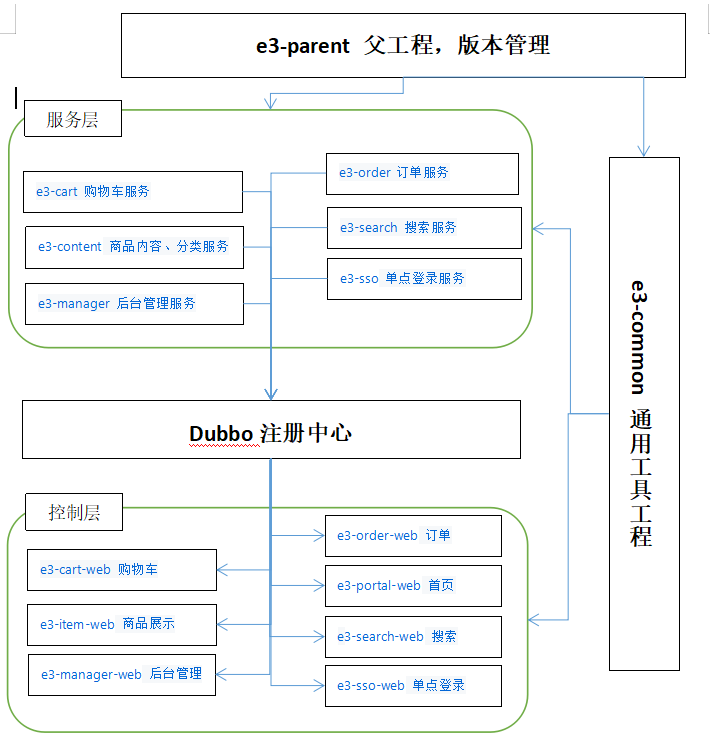 e3-parent 父工程，版本管理
服务层
e3-cart 购物车服务
e3-content 商品内容、分类服务
e3-manager 后台管理服务
e3-order 订单服务
e3-search 搜索服务
e3-sso 单点登录服务
e3-common 通用工具工程
Dubbo 注册中心
控制层
e3-cart-web 购物车
e3-item-web 商品展示
e3-manager-web 后台管理
e3-order-web 订单
e3-portal-web 首页
e3-search-web 搜索
e3-sso-web 单点登录